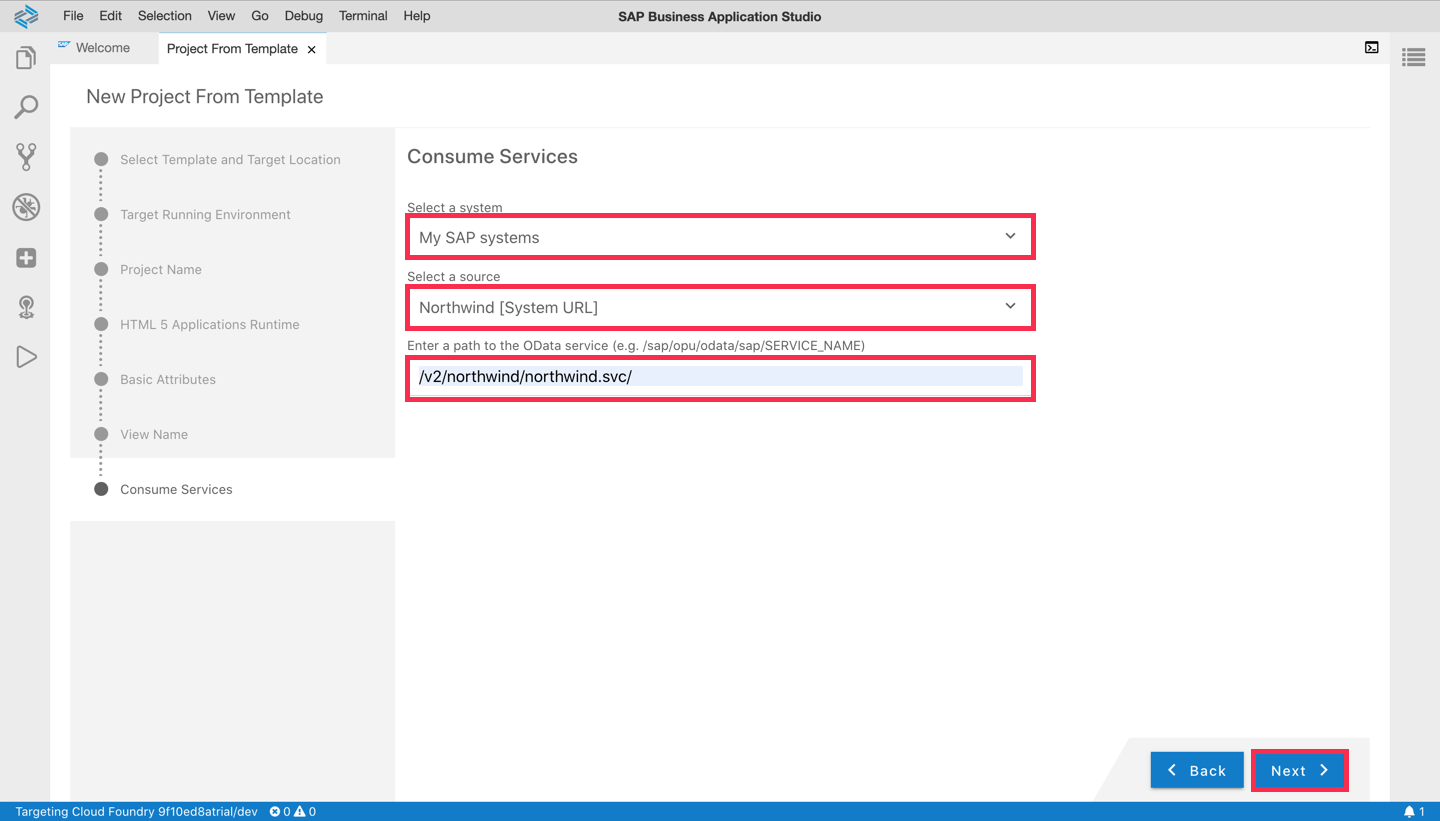 File Edit Selection View Go Debug Terminal Help
SAP Business Application Studio
SAP Welcome
Project From Template
New Project From Template
Select Template and Target Location
Target Running Environment
Project Name
HTML 5 Applications Runtime
Basic Attributes
View Name
Consume Services
Consume Services
Select a system
My SAP systems
Select a source
Northwind [System URL]
Enter a path to the OData service (e.g. /sap/opu/odata/sap/SERVICE_NAME)
/v2/northwind/northwind.svc/
Back
Next
Targeting Cloud Foundry 9f10ed8atrial/dev 0 0 1